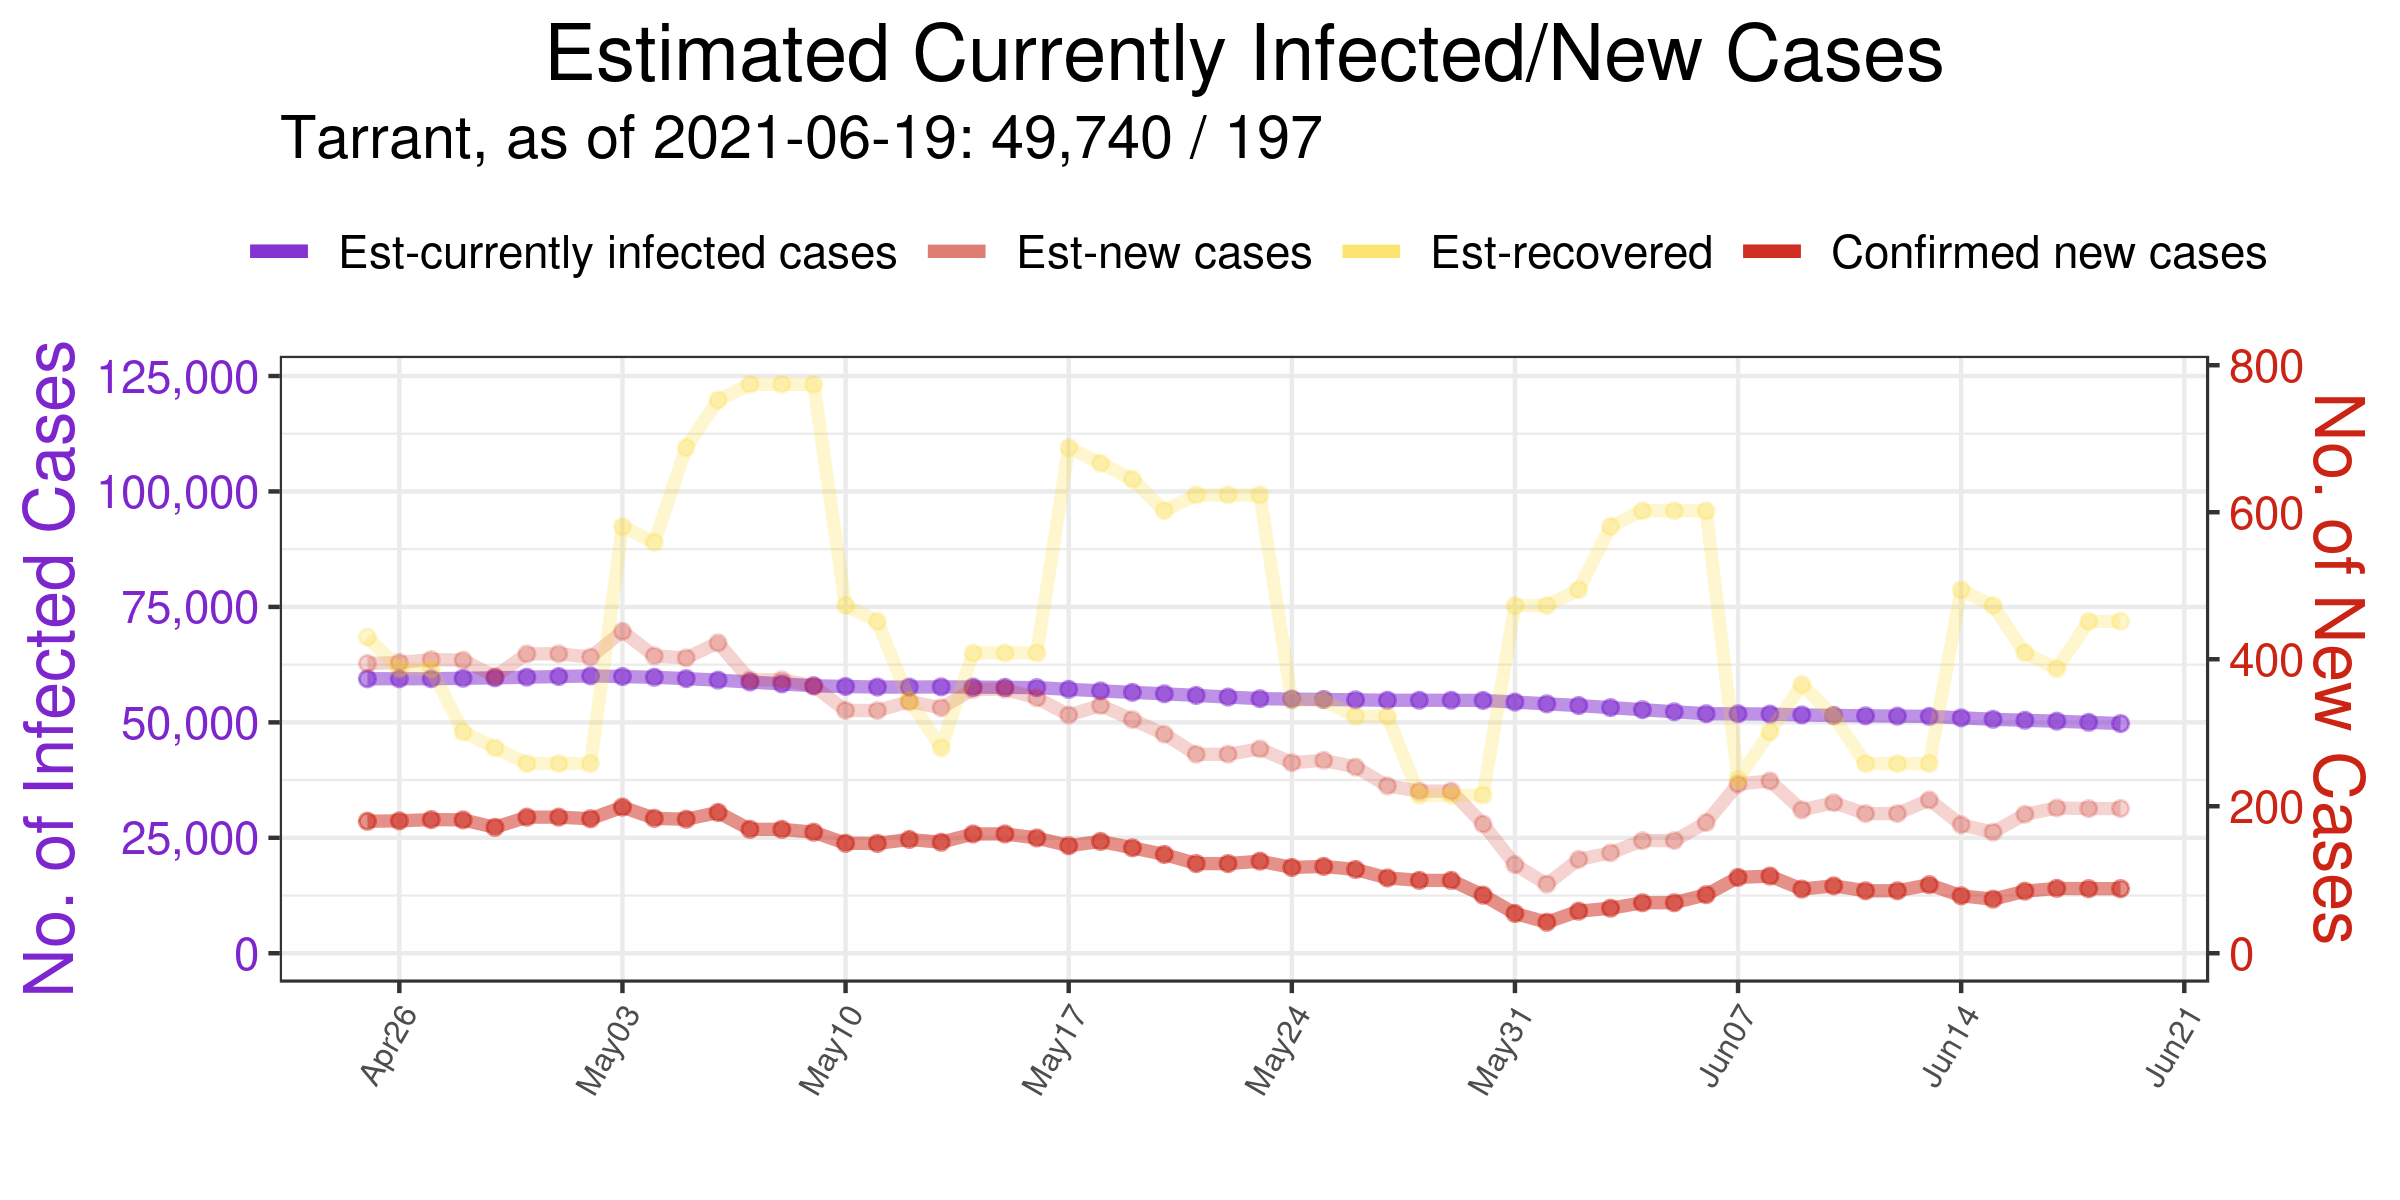 Estimated Currently Infected/New Cases
Tarrant, as of 2021-06-19: 49,740 / 197
Est-currently infected cases Est-new cases Est-recovered Confirmed new cases
No. of Infected Cases
125,000
100,000
75,000
50,000
25,000
0
800
600
400
200
0
No. of New Cases
Apr26 May03 May10 May17 May24 May31 Jun07 Jun14 Jun21